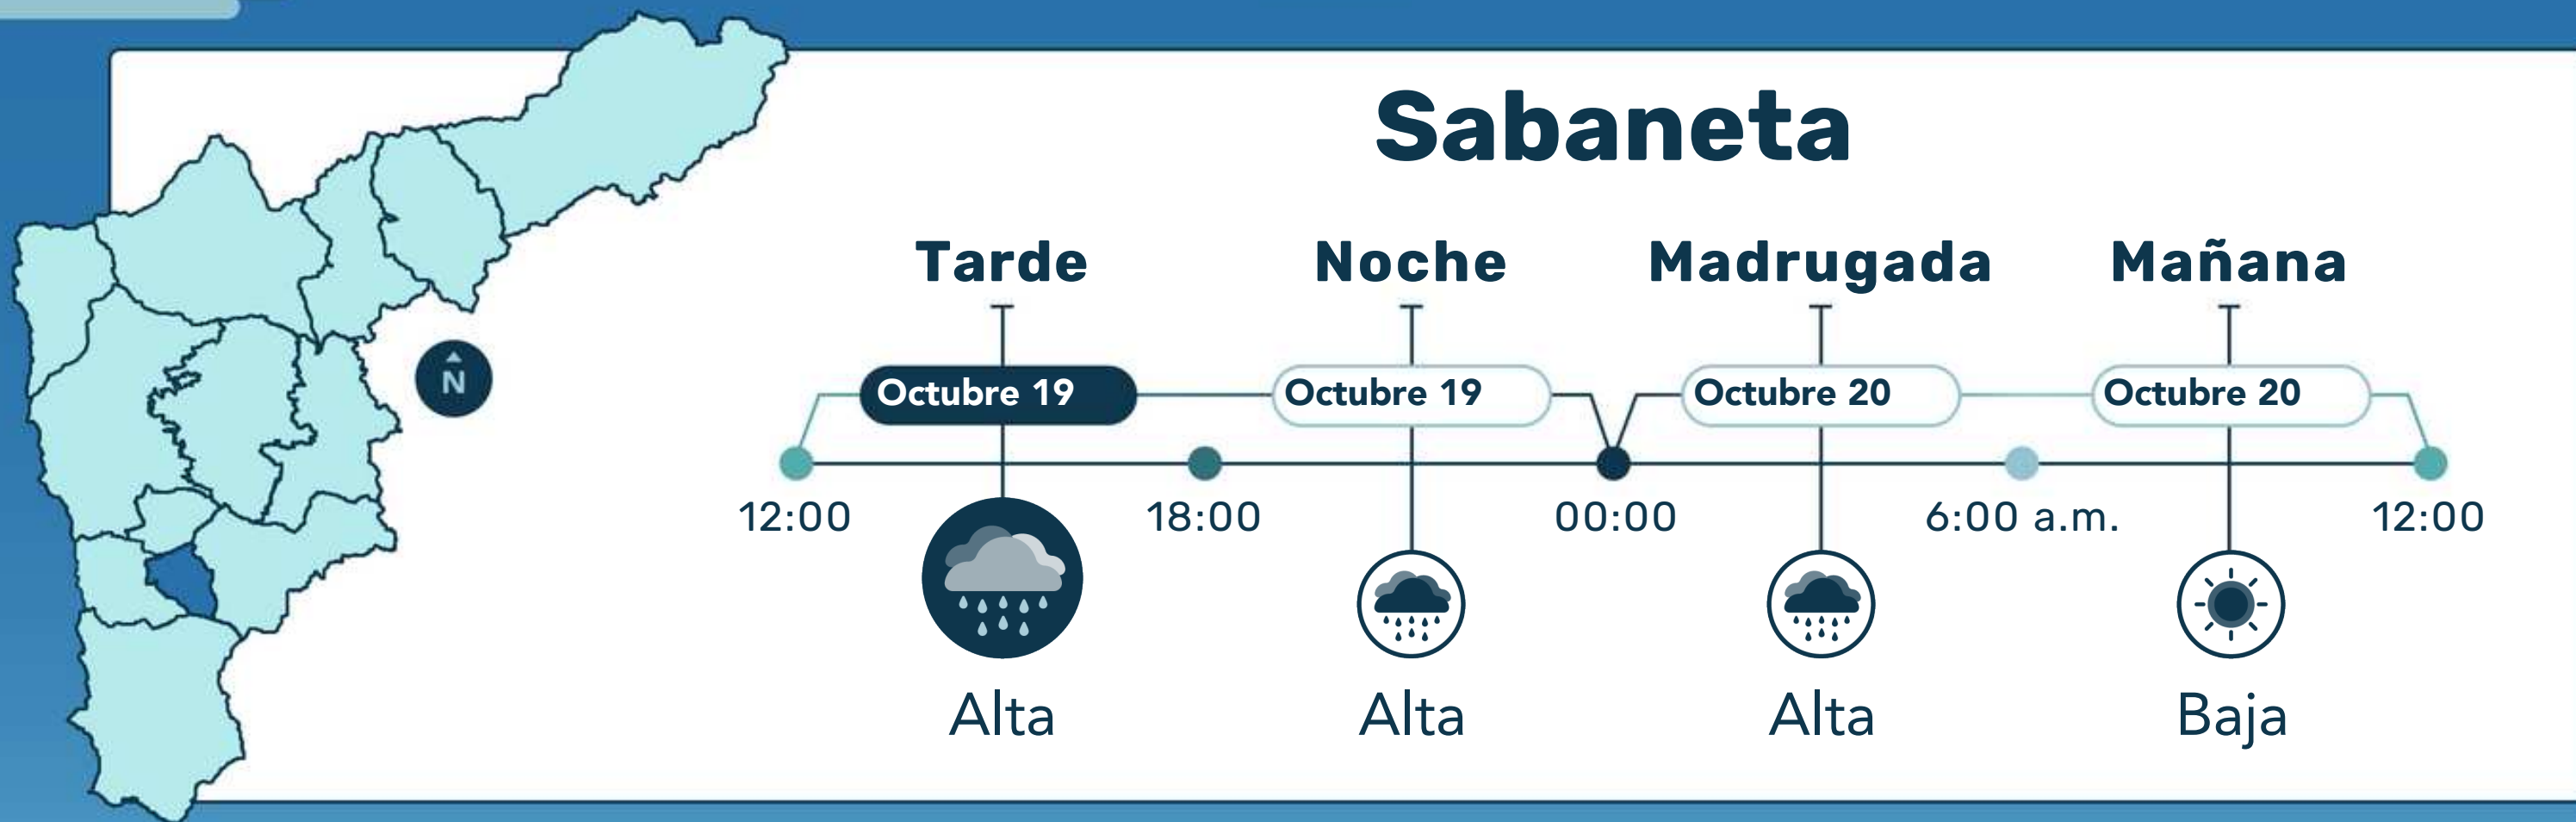 Sabaneta
Tarde Noche Madrugada Mañana
N
Octubre 19 Octubre 19 Octubre 20 Octubre 20
12:00 18:00 00:00 6:00 a.m. 12:00
Alta Alta Alta Baja